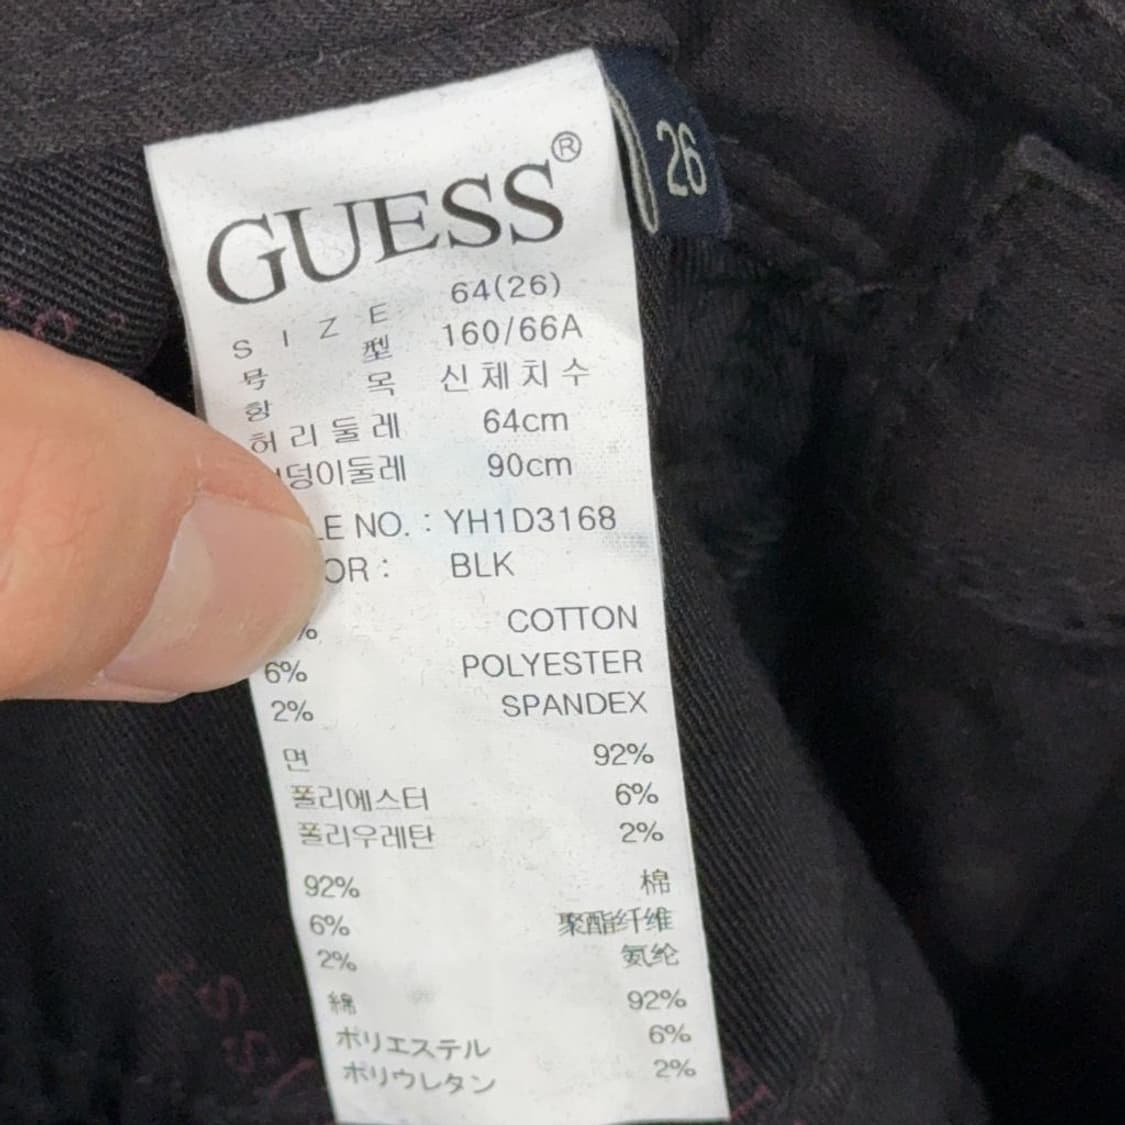 GUESS®
26
SIZE 64(26)
号型 160/66A
항목 신체치수
허리둘레 64cm
덩이둘레 90cm
LE NO. : YH1D3168
OR : BLK
% COTTON
6% POLYESTER
2% SPANDEX
면 92%
폴리에스터 6%
폴리우레탄 2%
92% 棉
6% 聚酯纤维
2% 氨纶
綿 92%
ポリエステル 6%
ポリウレタン 2%